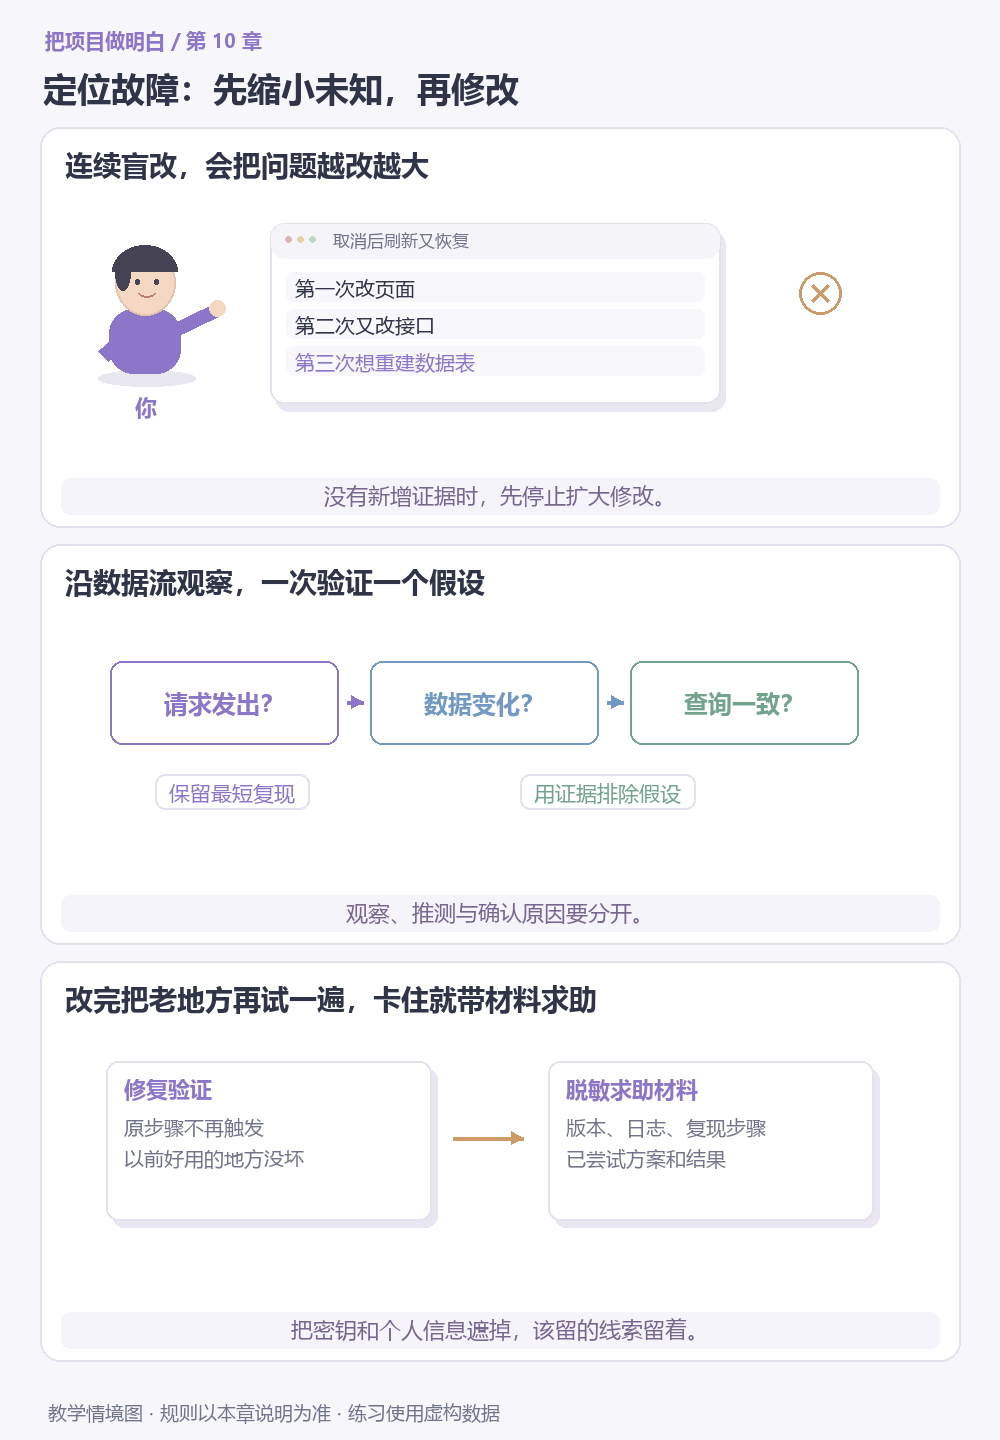 把项目做明白 / 第 10 章
定位故障：先缩小未知，再修改
连续盲改，会把问题越改越大
取消后刷新又恢复
第一次改页面
第二次又改接口
第三次想重建数据表
你
没有新增证据时，先停止扩大修改。
沿数据流观察，一次验证一个假设
请求发出？
数据变化？
查询一致？
保留最短复现
用证据排除假设
观察、推测与确认原因要分开。
改完把老地方再试一遍，卡住就带材料求助
修复验证
原步骤不再触发
以前好用的地方没坏
脱敏求助材料
版本、日志、复现步骤
已尝试方案和结果
把密钥和个人信息遮掉，该留的线索留着。
教学情境图 · 规则以本章说明为准 · 练习使用虚构数据